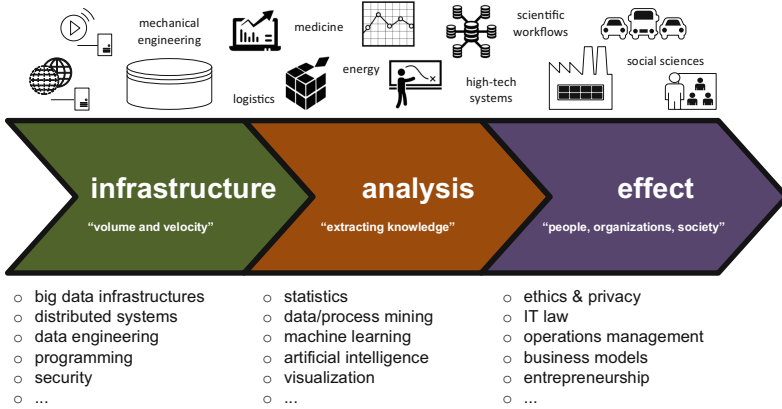 mechanical
engineering
medicine
scientific
workflows
logistics
energy
high-tech
systems
social sciences
infrastructure
“volume and velocity”
analysis
“extracting knowledge”
effect
“people, organizations, society”
○ big data infrastructures
○ distributed systems
○ data engineering
○ programming
○ security
○ ...
○ statistics
○ data/process mining
○ machine learning
○ artificial intelligence
○ visualization
○ ...
○ ethics & privacy
○ IT law
○ operations management
○ business models
○ entrepreneurship
○ ...